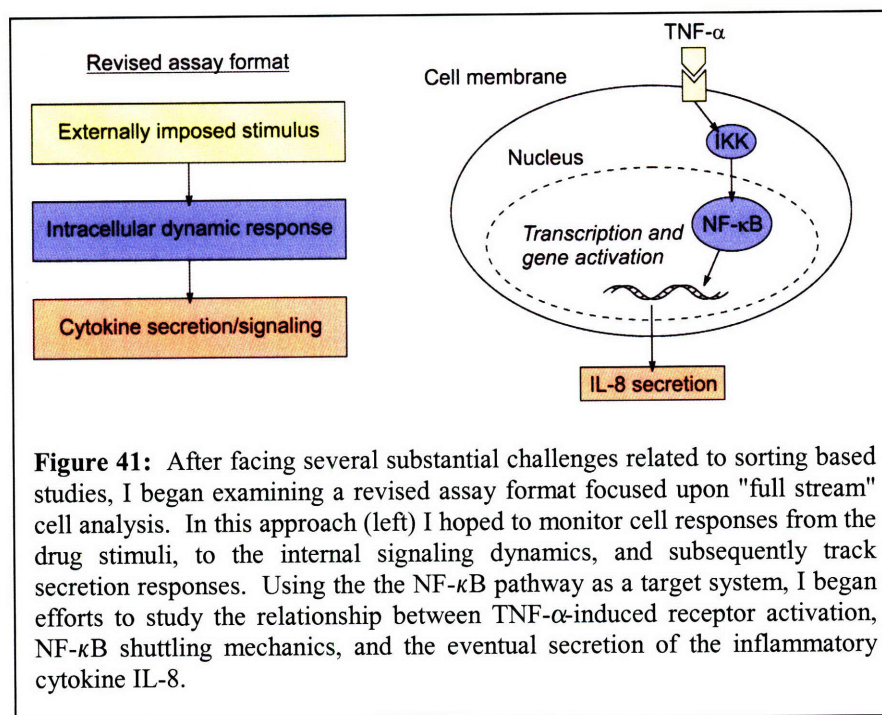 Revised assay format
Externally imposed stimulus
Intracellular dynamic response
Cytokine secretion/signaling
TNF-α
Cell membrane
IKK
Nucleus
NF-κB
Transcription and
gene activation
IL-8 secretion
Figure 41: After facing several substantial challenges related to sorting based
studies, I began examining a revised assay format focused upon "full stream"
cell analysis. In this approach (left) I hoped to monitor cell responses from the
drug stimuli, to the internal signaling dynamics, and subsequently track
secretion responses. Using the the NF-κB pathway as a target system, I began
efforts to study the relationship between TNF-α-induced receptor activation,
NF-κB shuttling mechanics, and the eventual secretion of the inflammatory
cytokine IL-8.